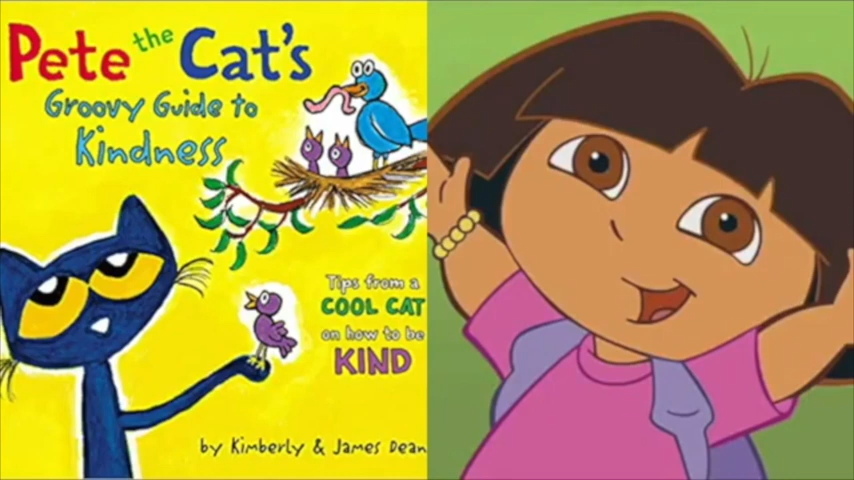 Pete the Cat's
Groovy Guide to
Kindness
Tips from a
COOL CAT
on how to be
KIND
by Kimberly & James Dean